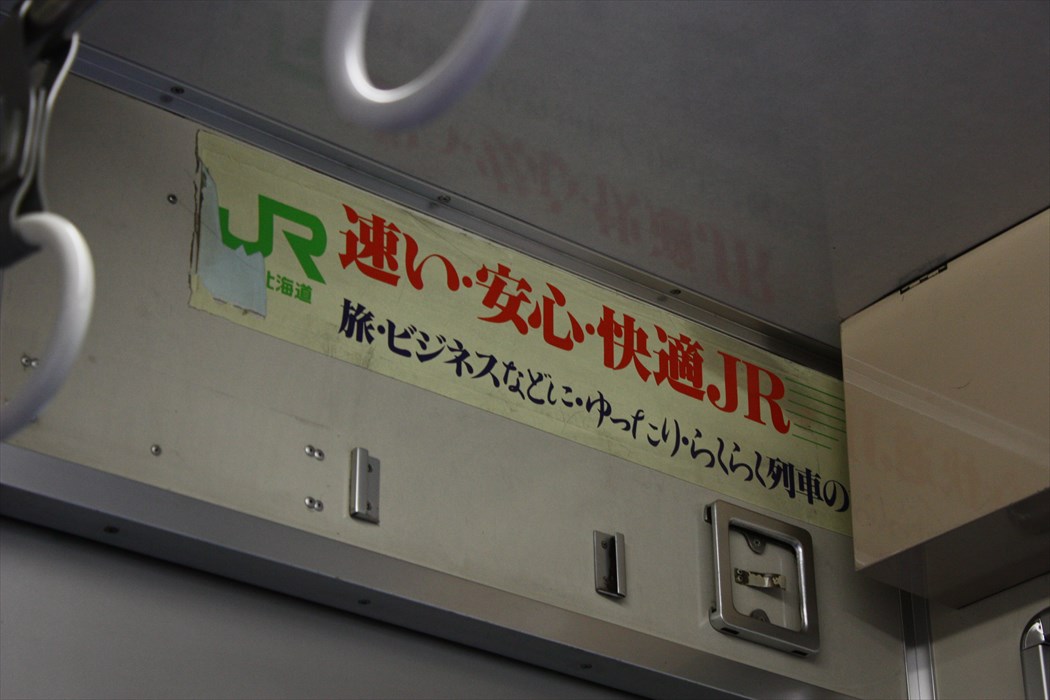 JR
北海道
速い・安心・快適JR
旅・ビジネスなどに・ゆったり・らくらく列車の